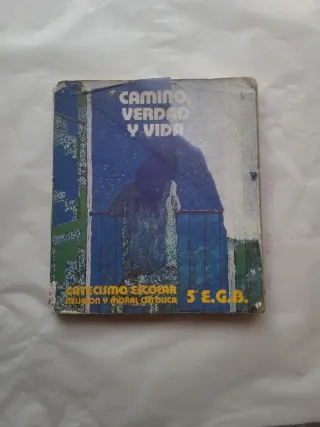 CAMINO,
VERDAD
Y VIDA
CATECISMO ESCOLAR
RELIGION Y MORAL CATOLICA
5º E.G.B.